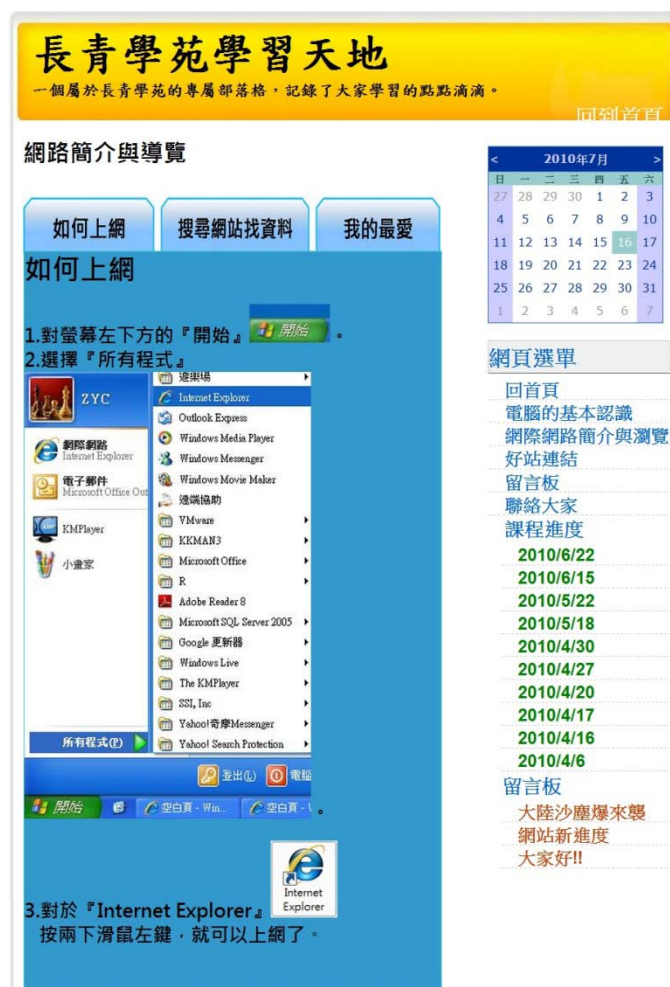 長青學苑學習天地
一個屬於長青學苑的專屬部落格，記錄了大家學習的點點滴滴。
回到首頁
網路簡介與導覽
如何上網
搜尋網站找資料
我的最愛
如何上網
1.對螢幕左下方的『開始』 開始 。
2.選擇『所有程式』
ZYC
網際網路
Internet Explorer
電子郵件
Microsoft Office Out
KMPlayer
小畫家
所有程式(P)
遊樂場
Internet Explorer
Outlook Express
Windows Media Player
Windows Messenger
Windows Movie Maker
遠端協助
VMware
KKMAN3
Microsoft Office
R
Adobe Reader 8
Microsoft SQL Server 2005
Google 更新器
Windows Live
The KMPlayer
SSI, Inc
Yahoo!奇摩Messenger
Yahoo! Search Protection
登出(L) 電腦
開始 空白頁 - Win... 空白頁 - 。
Internet
Explorer
3.對於『Internet Explorer』
按兩下滑鼠左鍵，就可以上網了。
< 2010年7月 >
日 一 二 三 四 五 六
27 28 29 30 1 2 3
4 5 6 7 8 9 10
11 12 13 14 15 16 17
18 19 20 21 22 23 24
25 26 27 28 29 30 31
1 2 3 4 5 6 7
網頁選單
回首頁
電腦的基本認識
網際網路簡介與瀏覽
好站連結
留言板
聯絡大家
課程進度
2010/6/22
2010/6/15
2010/5/22
2010/5/18
2010/4/30
2010/4/27
2010/4/20
2010/4/17
2010/4/16
2010/4/6
留言板
大陸沙塵爆來襲
網站新進度
大家好!!